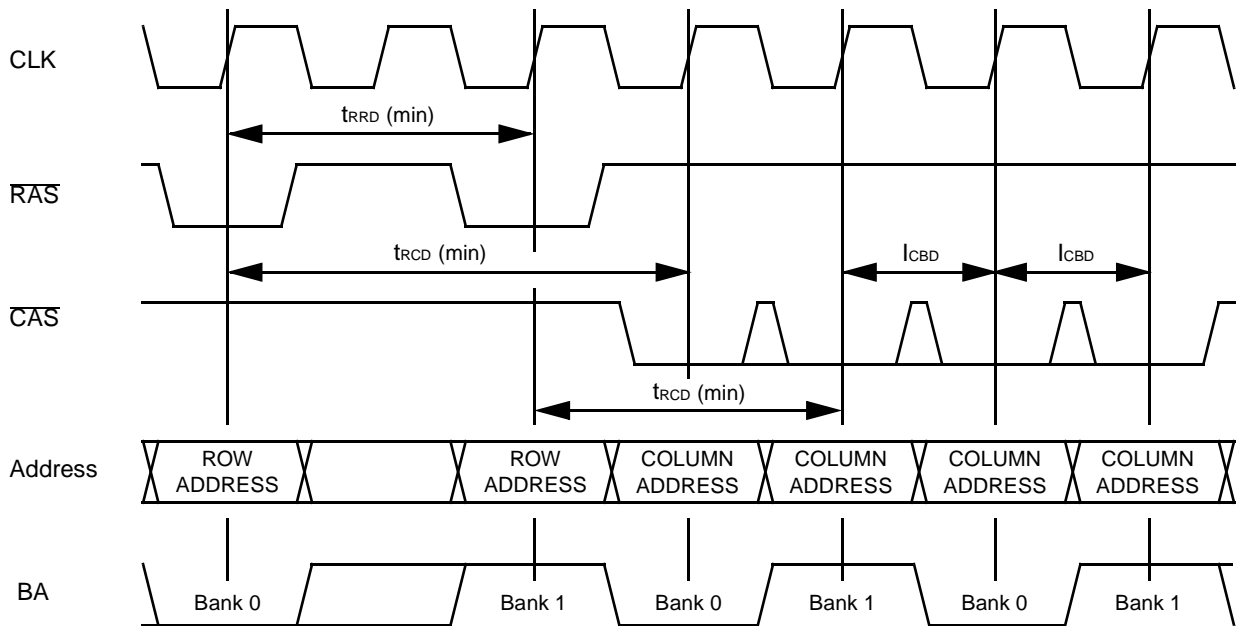 CLK
tRRD (min)
RAS
tRCD (min)
ICBD
ICBD
CAS
tRCD (min)
Address
ROW
ADDRESS
ROW
ADDRESS
COLUMN
ADDRESS
COLUMN
ADDRESS
COLUMN
ADDRESS
COLUMN
ADDRESS
BA
Bank 0
Bank 1
Bank 0
Bank 1
Bank 0
Bank 1